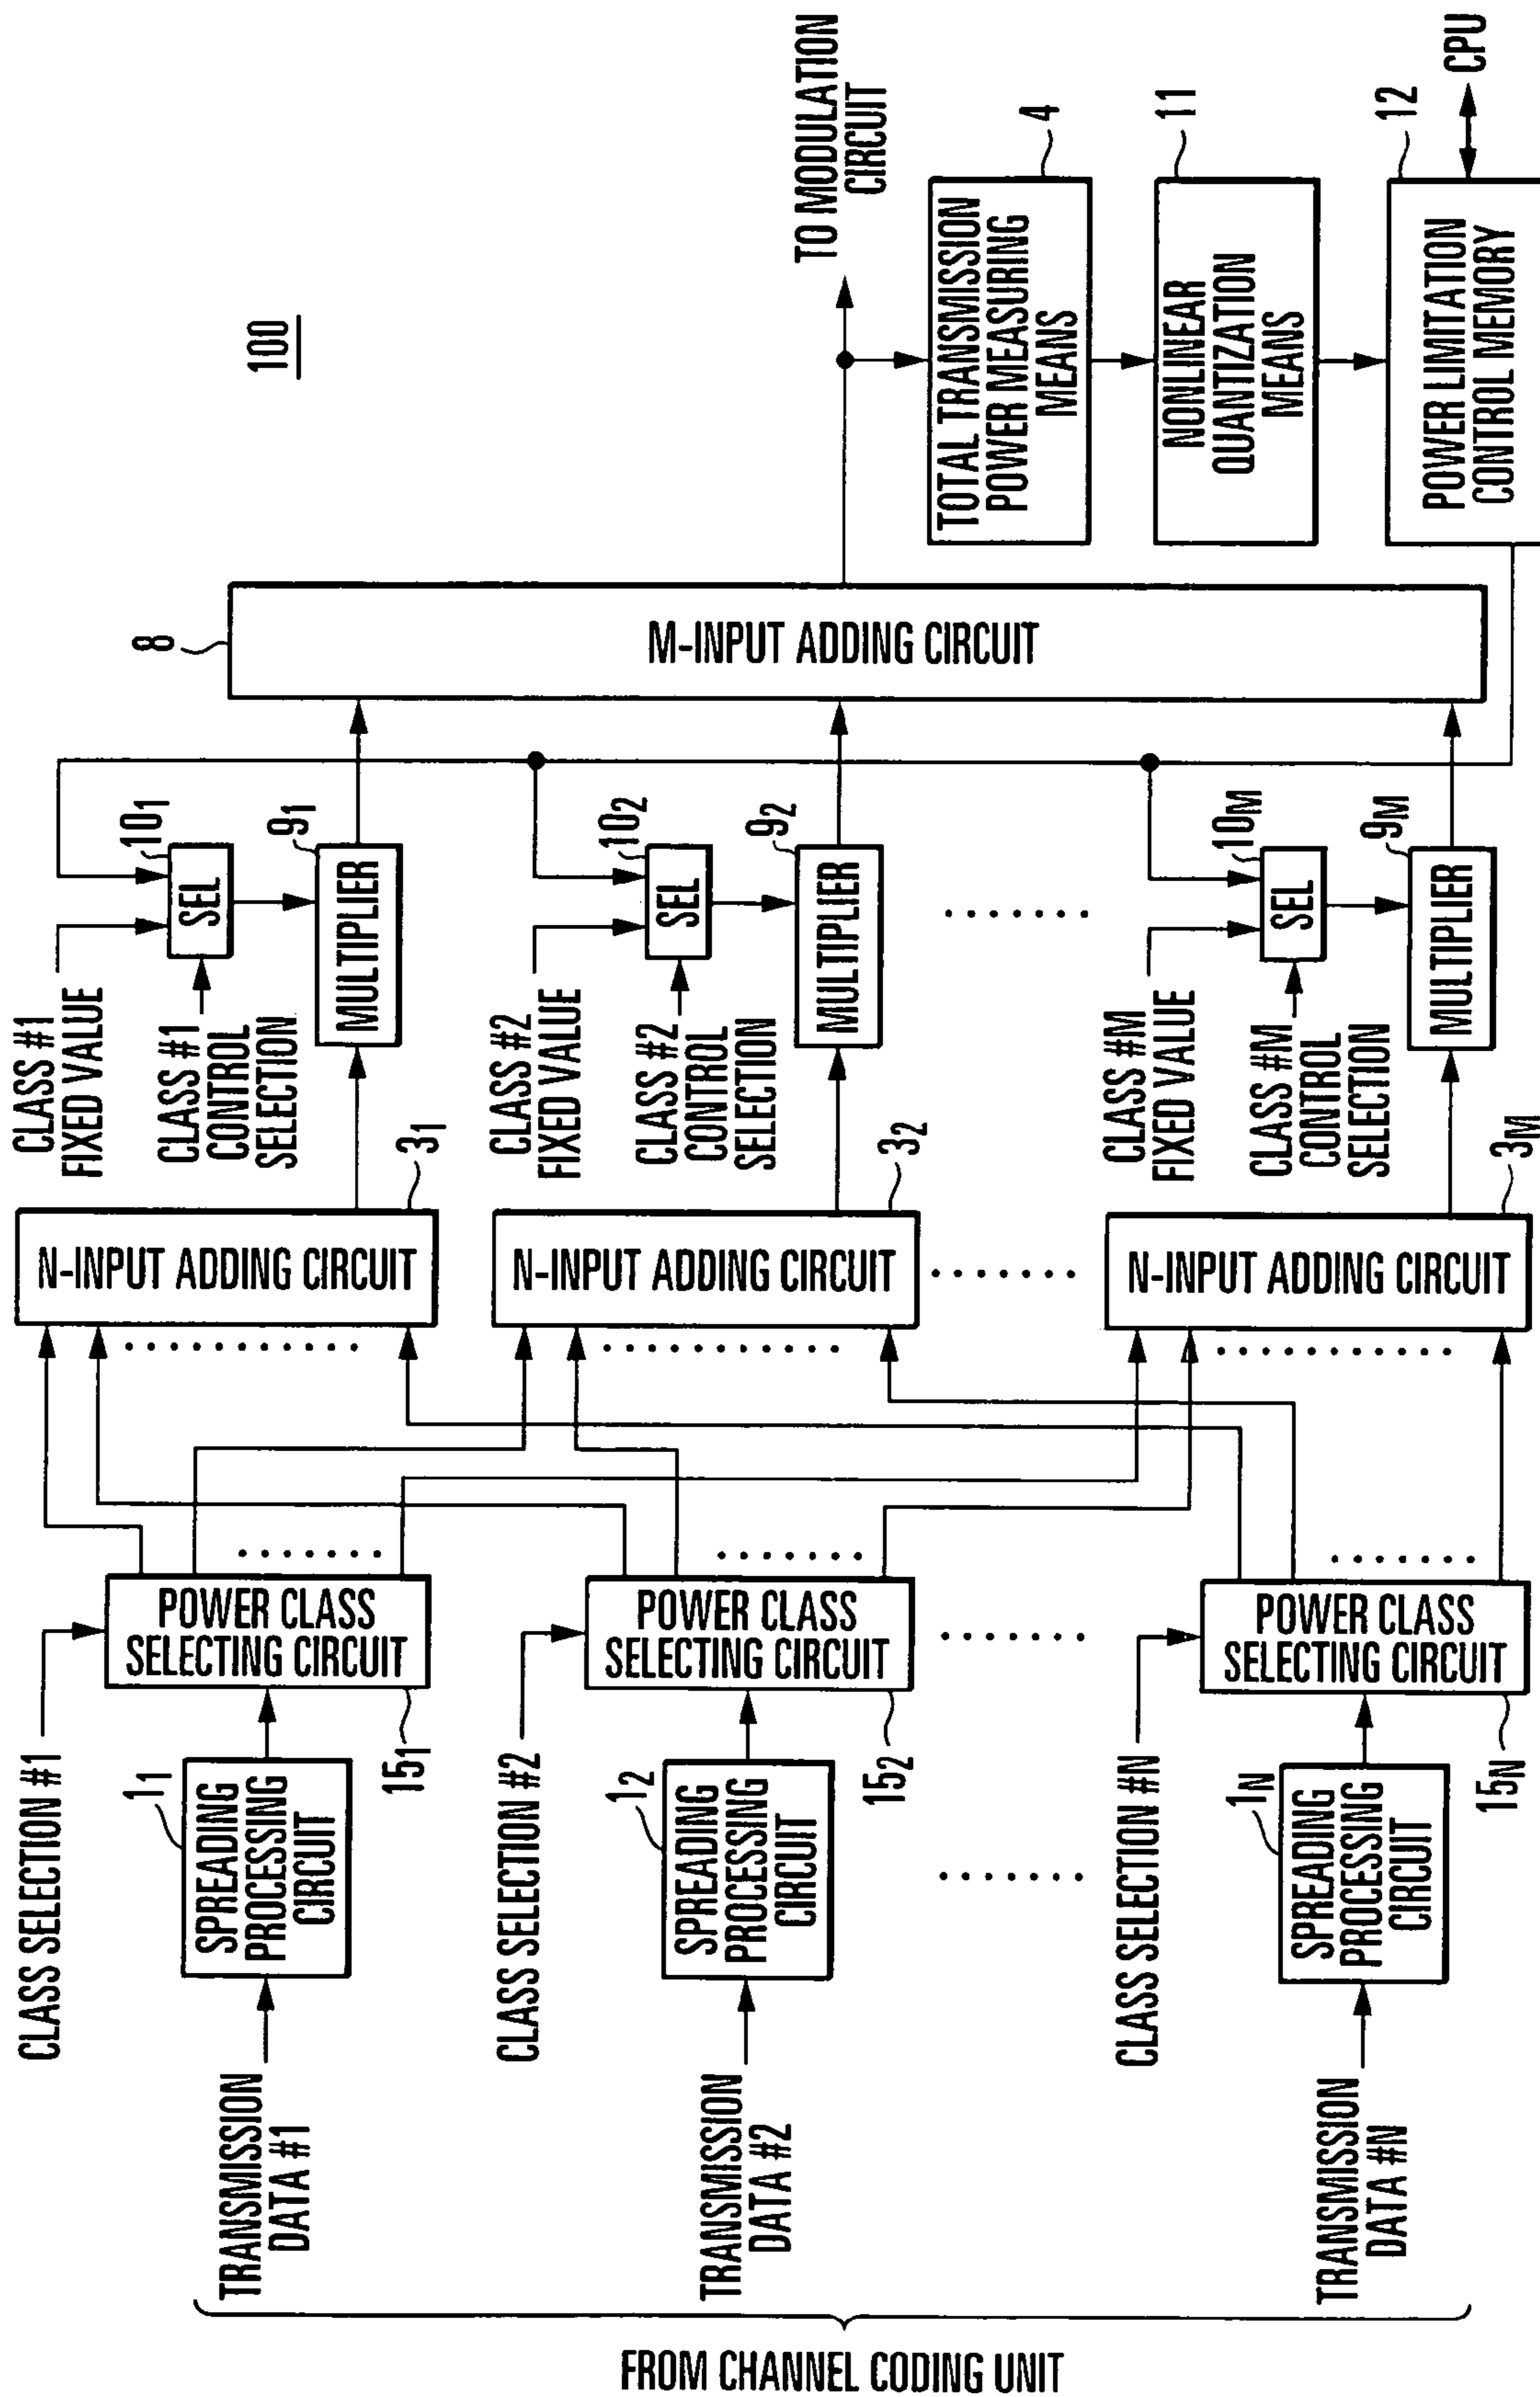 100
FROM CHANNEL CODING UNIT
TRANSMISSION
DATA #1
CLASS SELECTION #1
1₁
SPREADING
PROCESSING
CIRCUIT
POWER CLASS
SELECTING CIRCUIT
15₁
N-INPUT ADDING CIRCUIT
3₁
CLASS #1
FIXED VALUE
CLASS #1
CONTROL
SELECTION
SEL
10₁
MULTIPLIER
9₁
TRANSMISSION
DATA #2
CLASS SELECTION #2
1₂
SPREADING
PROCESSING
CIRCUIT
POWER CLASS
SELECTING CIRCUIT
15₂
N-INPUT ADDING CIRCUIT
3₂
CLASS #2
FIXED VALUE
CLASS #2
CONTROL
SELECTION
SEL
10₂
MULTIPLIER
9₂
TRANSMISSION
DATA #N
CLASS SELECTION #N
1N
SPREADING
PROCESSING
CIRCUIT
POWER CLASS
SELECTING CIRCUIT
15N
N-INPUT ADDING CIRCUIT
3M
CLASS #M
FIXED VALUE
CLASS #M
CONTROL
SELECTION
SEL
10M
MULTIPLIER
9M
8
M-INPUT ADDING CIRCUIT
TO MODULATION
CIRCUIT
TOTAL TRANSMISSION
POWER MEASURING
MEANS
4
NONLINEAR
QUANTIZATION
MEANS
11
POWER LIMITATION
CONTROL MEMORY
12
CPU